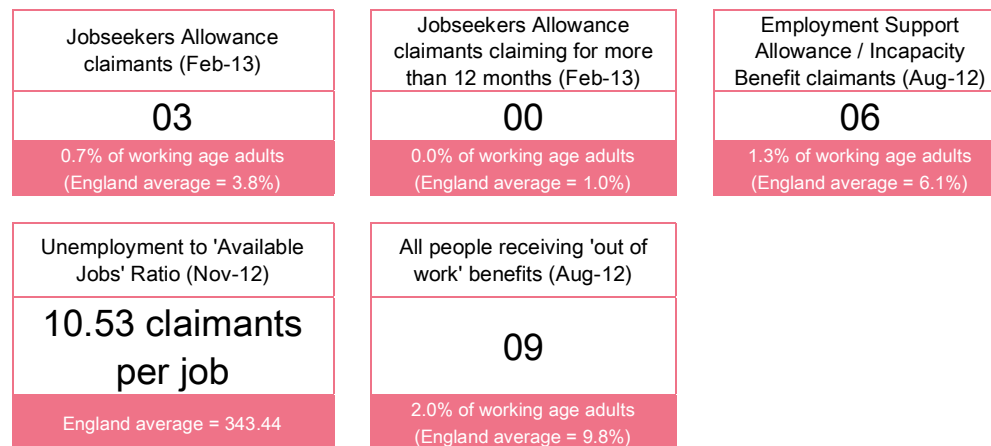 Jobseekers Allowance
claimants (Feb-13)
03
0.7% of working age adults
(England average = 3.8%)
Jobseekers Allowance
claimants claiming for more
than 12 months (Feb-13)
00
0.0% of working age adults
(England average = 1.0%)
Employment Support
Allowance / Incapacity
Benefit claimants (Aug-12)
06
1.3% of working age adults
(England average = 6.1%)
Unemployment to 'Available
Jobs' Ratio (Nov-12)
10.53 claimants
per job
England average = 343.44
All people receiving 'out of
work' benefits (Aug-12)
09
2.0% of working age adults
(England average = 9.8%)